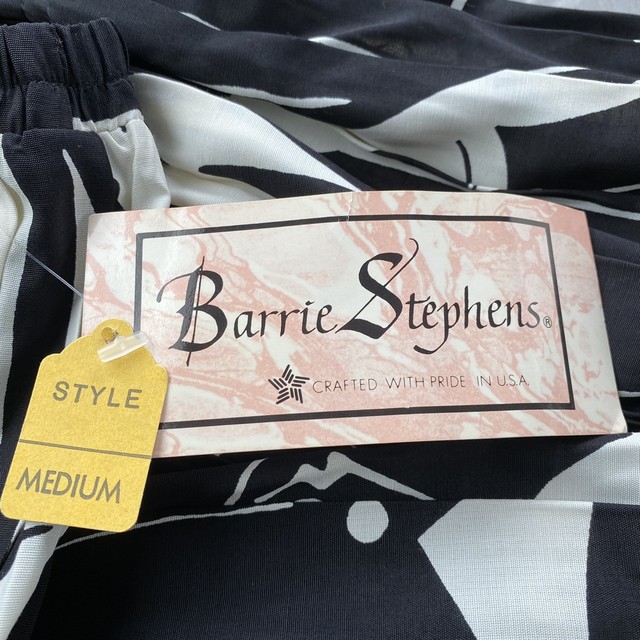 Barrie Stephens®
CRAFTED WITH PRIDE IN U.S.A.
STYLE
MEDIUM